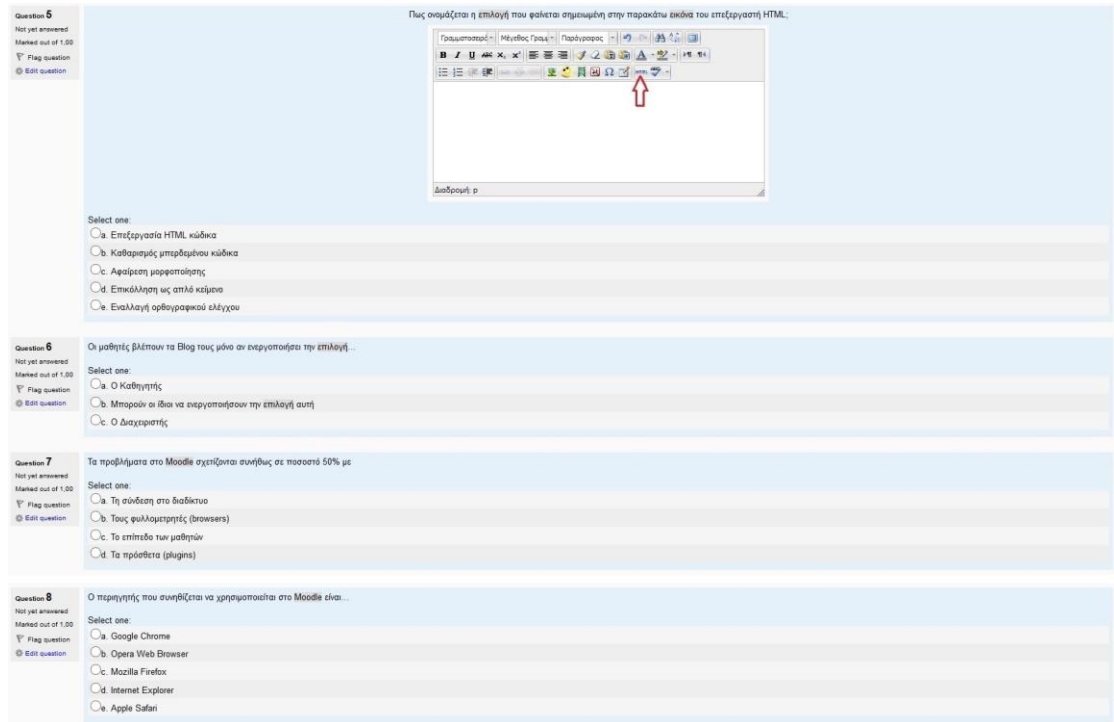 Question 5
Not yet answered
Marked out of 1,00
Flag question
Edit question
Πως ονομάζεται η επιλογή που φαίνεται σημειωμένη στην παρακάτω εικόνα του επεξεργαστή HTML;
Γραμματοσειρά Μέγεθος Γραμ Παράγραφος
B I U ABC x, x² A
Ω HTML
Διαδρομή: p
Select one:
a. Επεξεργασία HTML κώδικα
b. Καθαρισμός μπερδεμένου κώδικα
c. Αφαίρεση μορφοποίησης
d. Επικόλληση ως απλό κείμενο
e. Εναλλαγή ορθογραφικού ελέγχου
Question 6
Not yet answered
Marked out of 1,00
Flag question
Edit question
Οι μαθητές βλέπουν τα Blog τους μόνο αν ενεργοποιήσει την επιλογή...
Select one:
a. Ο Καθηγητής
b. Μπορούν οι ίδιοι να ενεργοποιήσουν την επιλογή αυτή
c. Ο Διαχειριστής
Question 7
Not yet answered
Marked out of 1,00
Flag question
Edit question
Τα προβλήματα στο Moodle σχετίζονται συνήθως σε ποσοστό 50% με
Select one:
a. Τη σύνδεση στο διαδίκτυο
b. Τους φυλλομετρητές (browsers)
c. Το επίπεδο των μαθητών
d. Τα πρόσθετα (plugins)
Question 8
Not yet answered
Marked out of 1,00
Flag question
Edit question
Ο περιηγητής που συνηθίζεται να χρησιμοποιείται στο Moodle είναι...
Select one:
a. Google Chrome
b. Opera Web Browser
c. Mozilla Firefox
d. Internet Explorer
e. Apple Safari